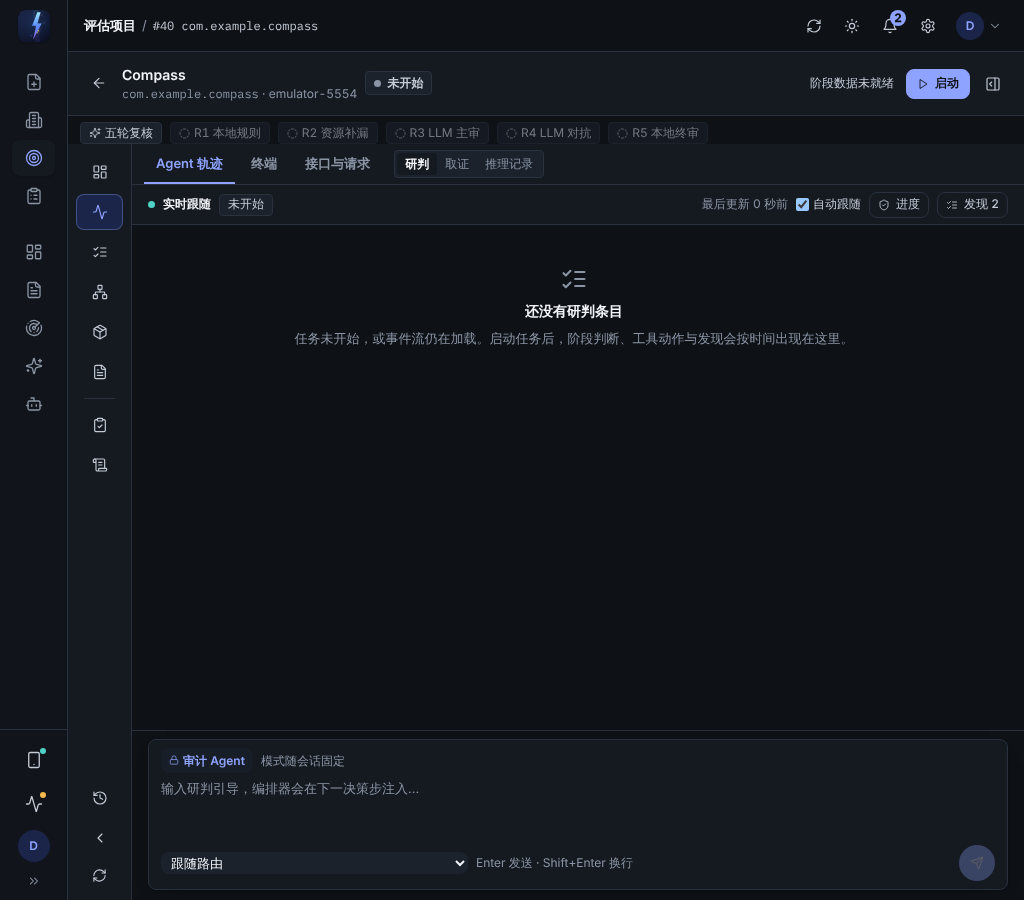 评估项目 / #40 com.example.compass
2
D
Compass
com.example.compass · emulator-5554
未开始
阶段数据未就绪
启动
五轮复核
R1 本地规则
R2 资源补漏
R3 LLM 主审
R4 LLM 对抗
R5 本地终审
Agent 轨迹
终端
接口与请求
研判
取证
推理记录
实时跟随
未开始
最后更新 0 秒前
自动跟随
进度
发现 2
还没有研判条目
任务未开始，或事件流仍在加载。启动任务后，阶段判断、工具动作与发现会按时间出现在这里。
审计 Agent
模式随会话固定
输入研判引导，编排器会在下一决策步注入...
跟随路由
Enter 发送 · Shift+Enter 换行
D